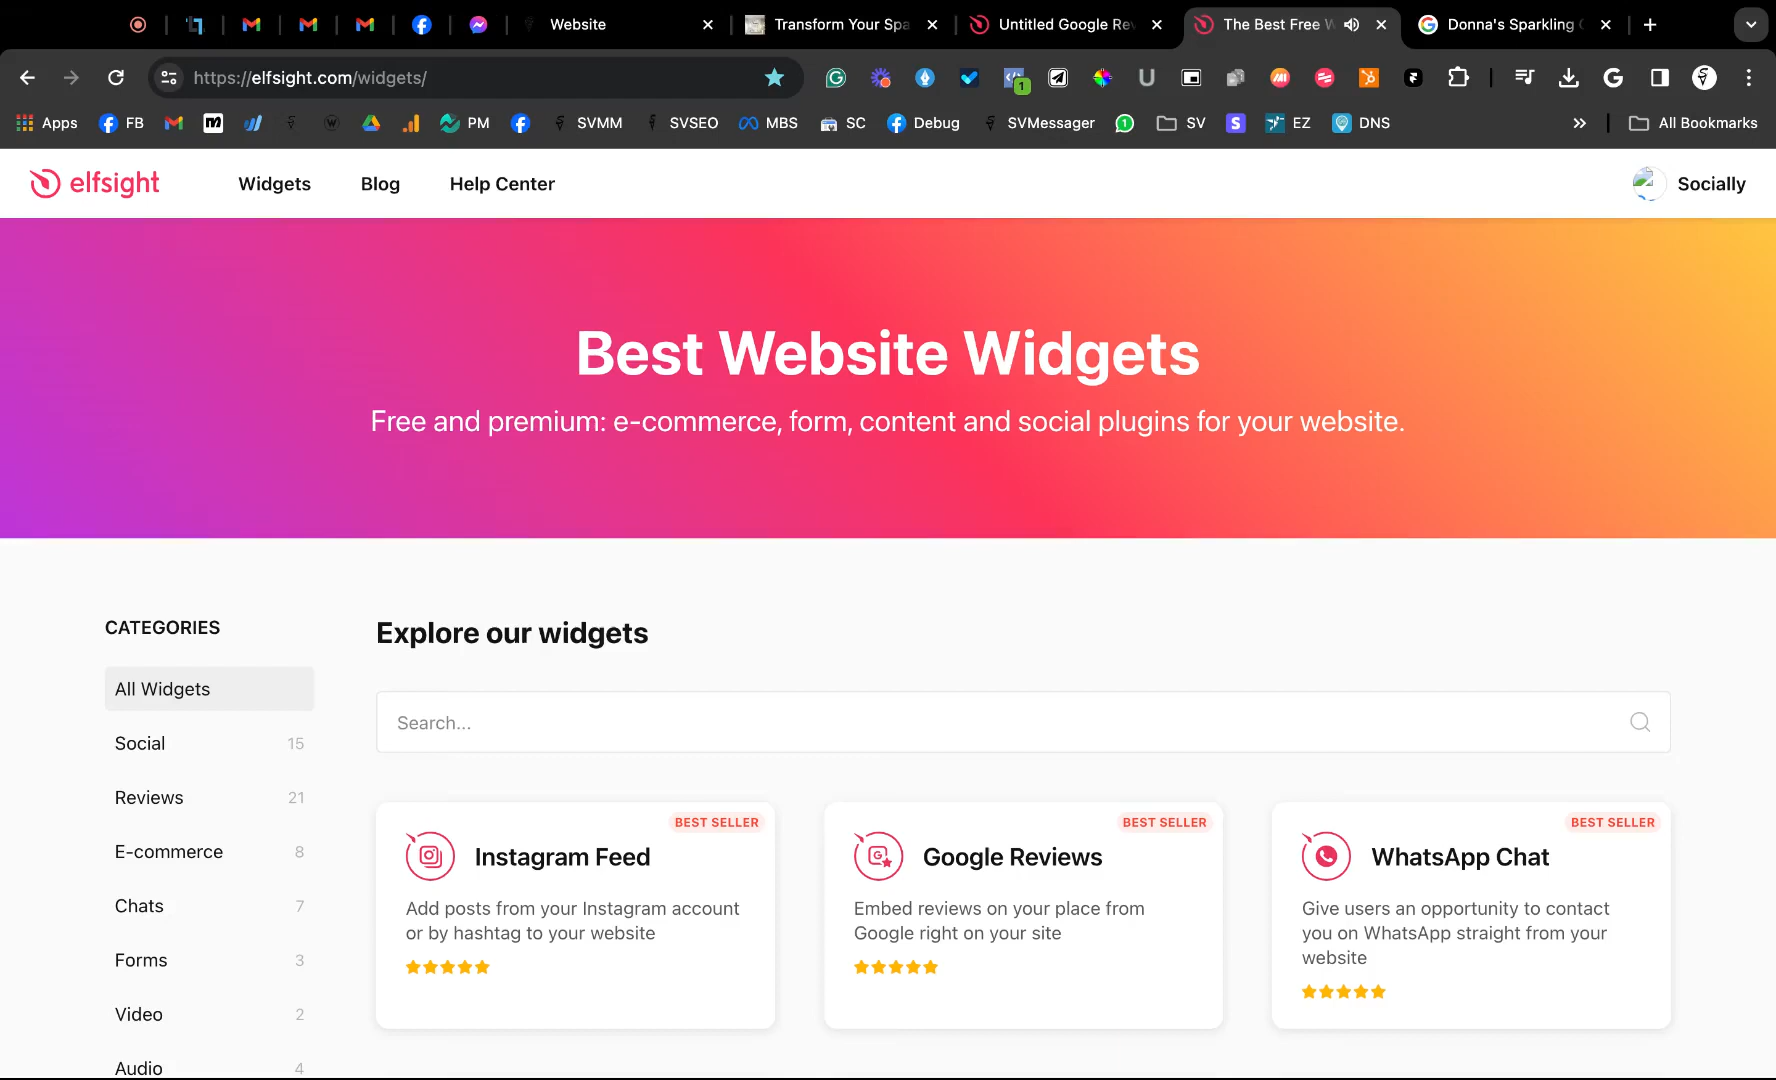 Website
Transform Your Spa
Untitled Google Rev
The Best Free W
Donna's Sparkling
https://elfsight.com/widgets/
1
Apps
FB
PM
SVMM
SVSEO
MBS
SC
Debug
SVMessager
1
SV
S
EZ
DNS
All Bookmarks
elfsight
Widgets
Blog
Help Center
Socially
Best Website Widgets
Free and premium: e-commerce, form, content and social plugins for your website.
CATEGORIES
All Widgets
Social 15
Reviews 21
E-commerce 8
Chats 7
Forms 3
Video 2
Audio 4
Explore our widgets
Search...
BEST SELLER
Instagram Feed
Add posts from your Instagram account
or by hashtag to your website
BEST SELLER
Google Reviews
Embed reviews on your place from
Google right on your site
BEST SELLER
WhatsApp Chat
Give users an opportunity to contact
you on WhatsApp straight from your
website